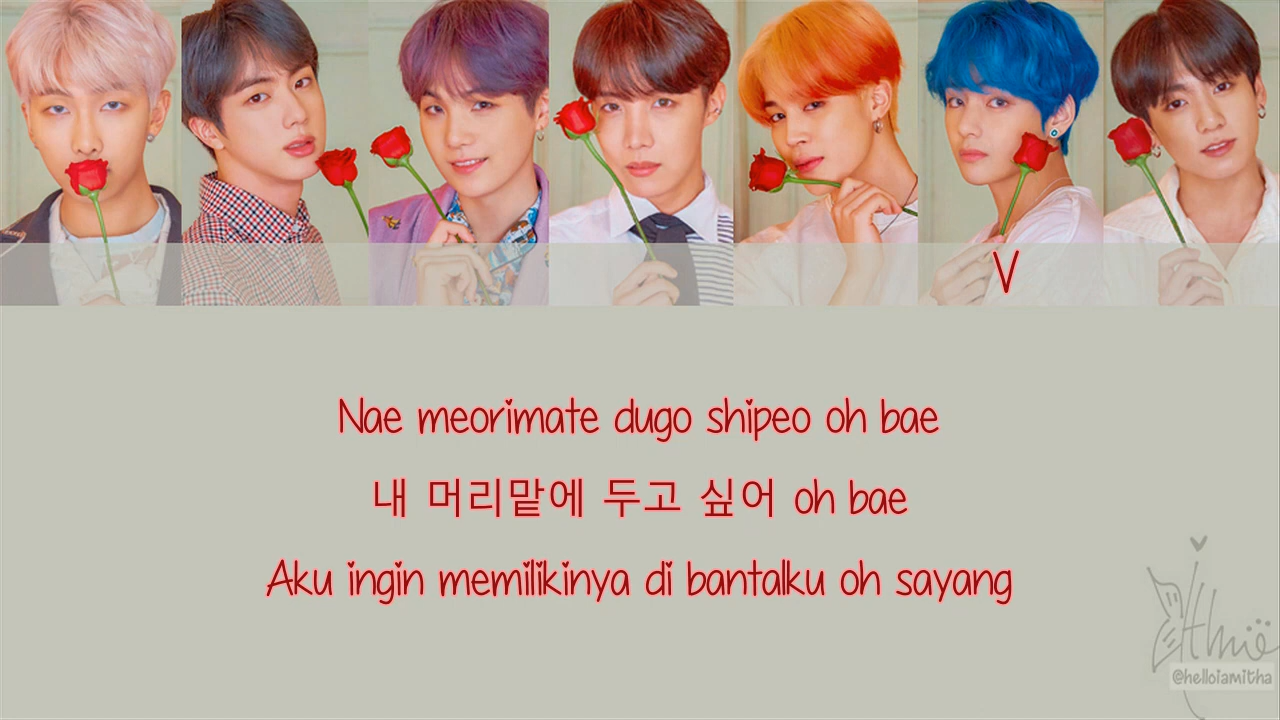 V
Nae meorimate dugo shipeo oh bae
내 머리맡에 두고 싶어 oh bae
Aku ingin memilikinya di bantalku oh sayang
@helloiamitha